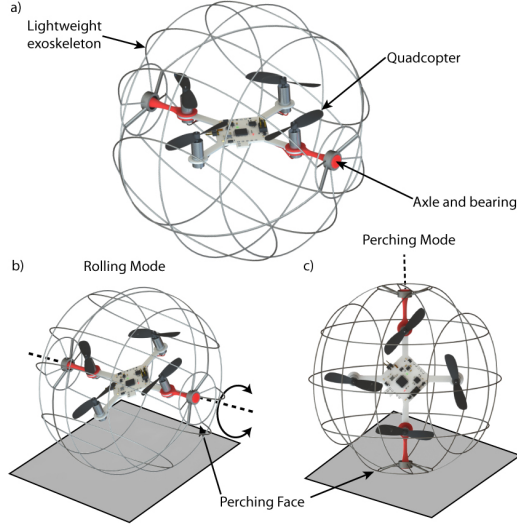 a)
Lightweight
exoskeleton
Quadcopter
Axle and bearing
Perching Mode
b)
Rolling Mode
c)
Perching Face